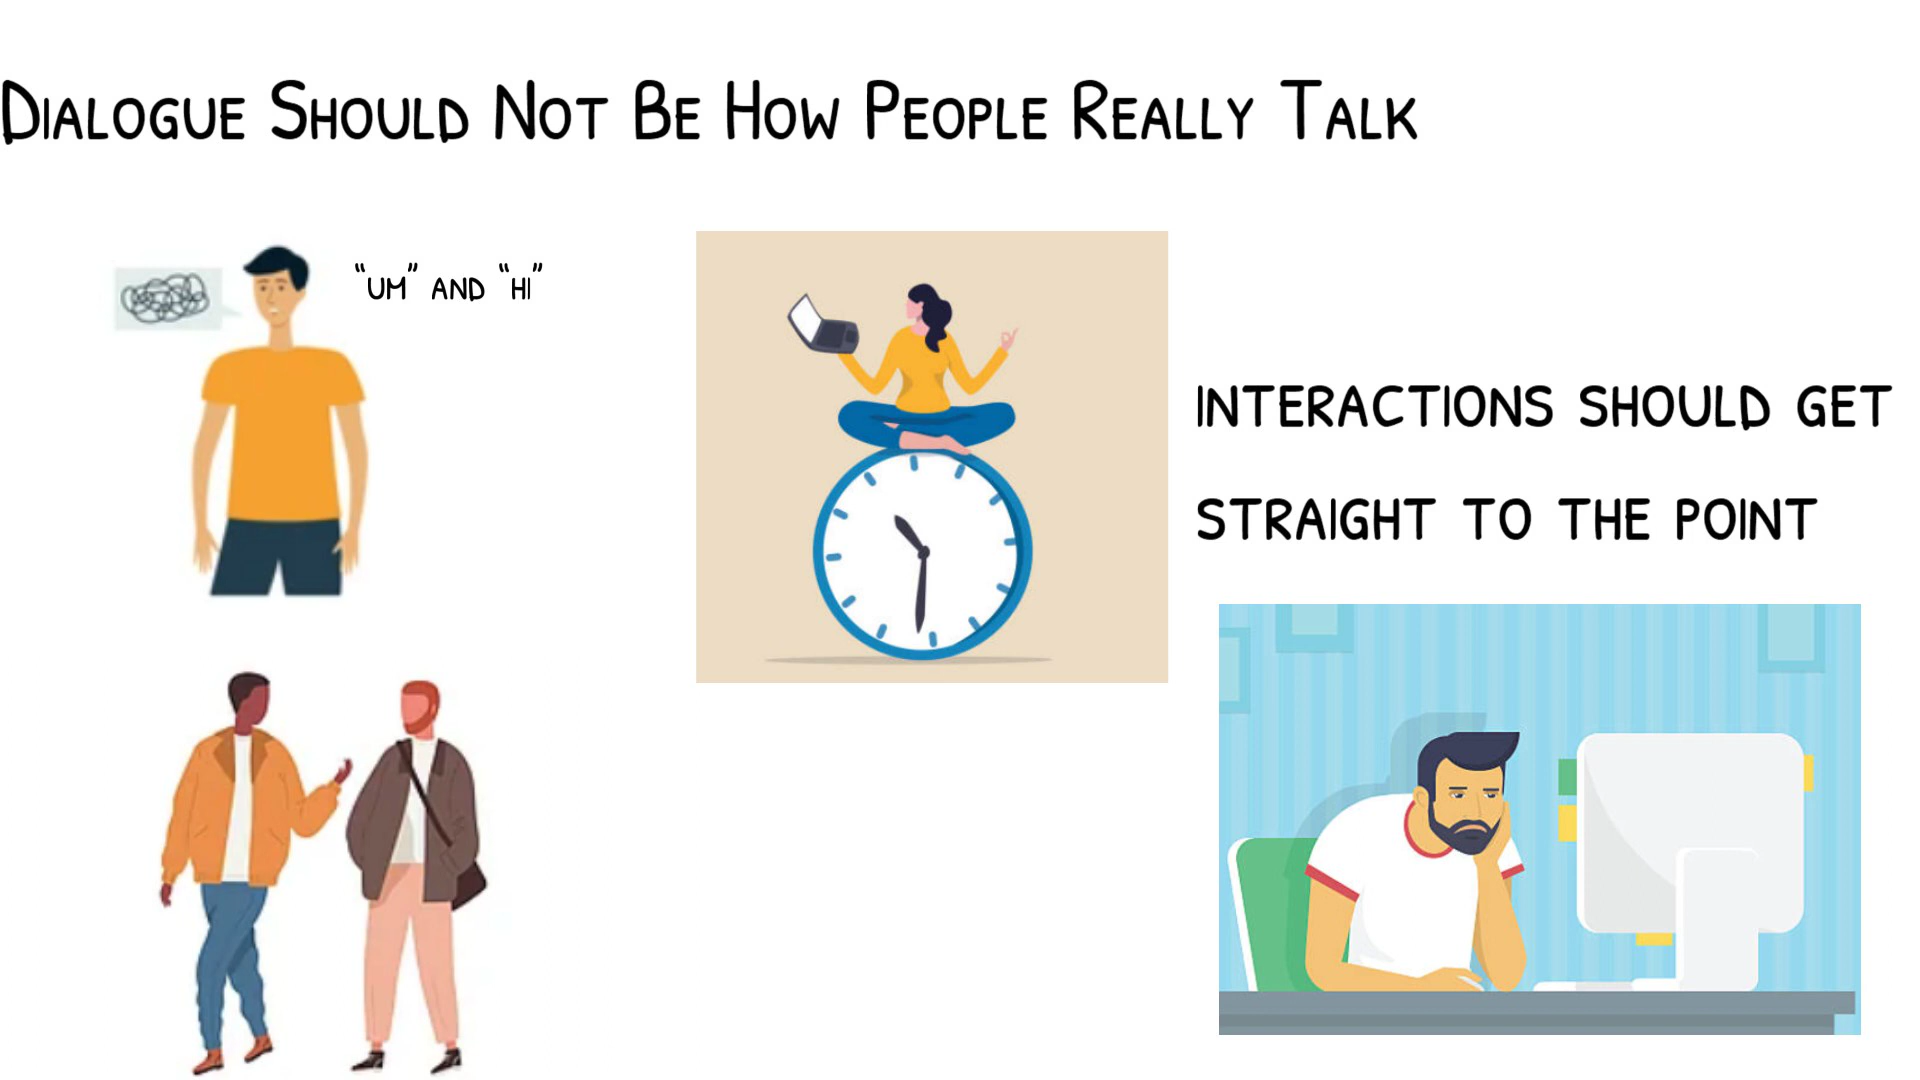 Dialogue Should Not Be How People Really Talk
“um” and “hi”
interactions should get
straight to the point